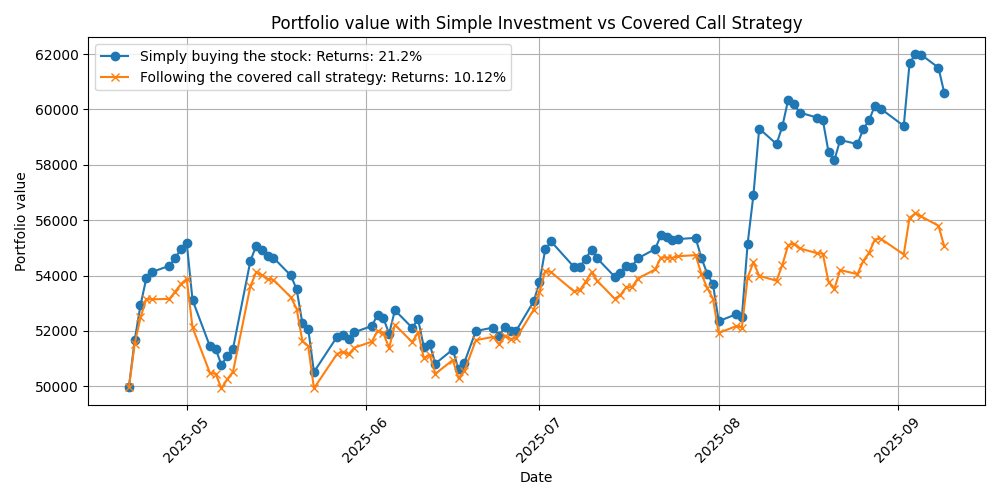 Portfolio value with Simple Investment vs Covered Call Strategy
Simply buying the stock: Returns: 21.2%
Following the covered call strategy: Returns: 10.12%
Portfolio value
62000
60000
58000
56000
54000
52000
50000
2025-05
2025-06
2025-07
2025-08
2025-09
Date